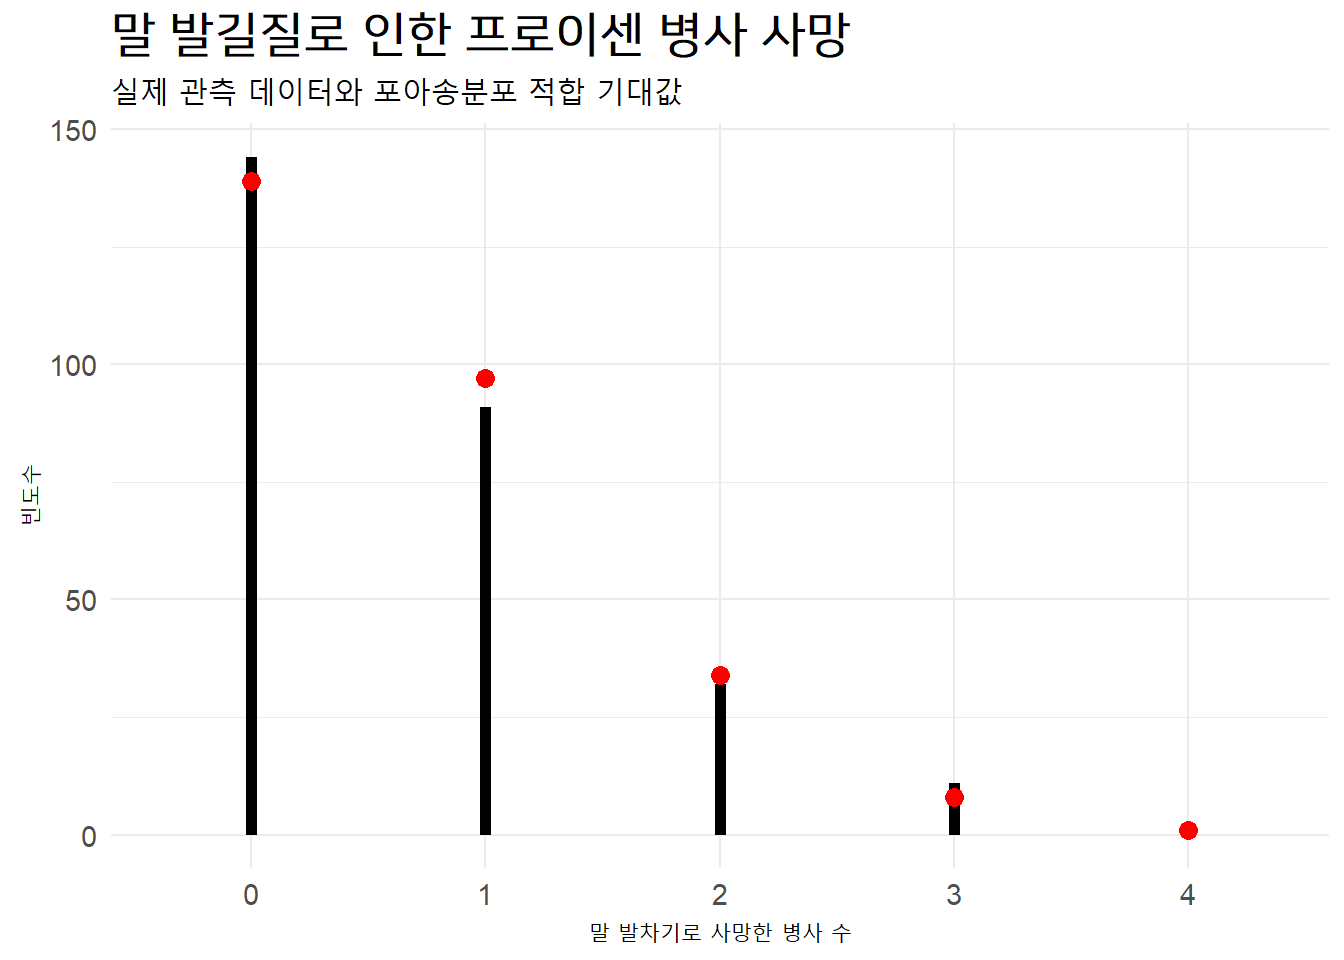 말 발길질로 인한 프로이센 병사 사망
실제 관측 데이터와 포아송분포 적합 기대값
150
100
50
0
빈도수
0 1 2 3 4
말 발차기로 사망한 병사 수